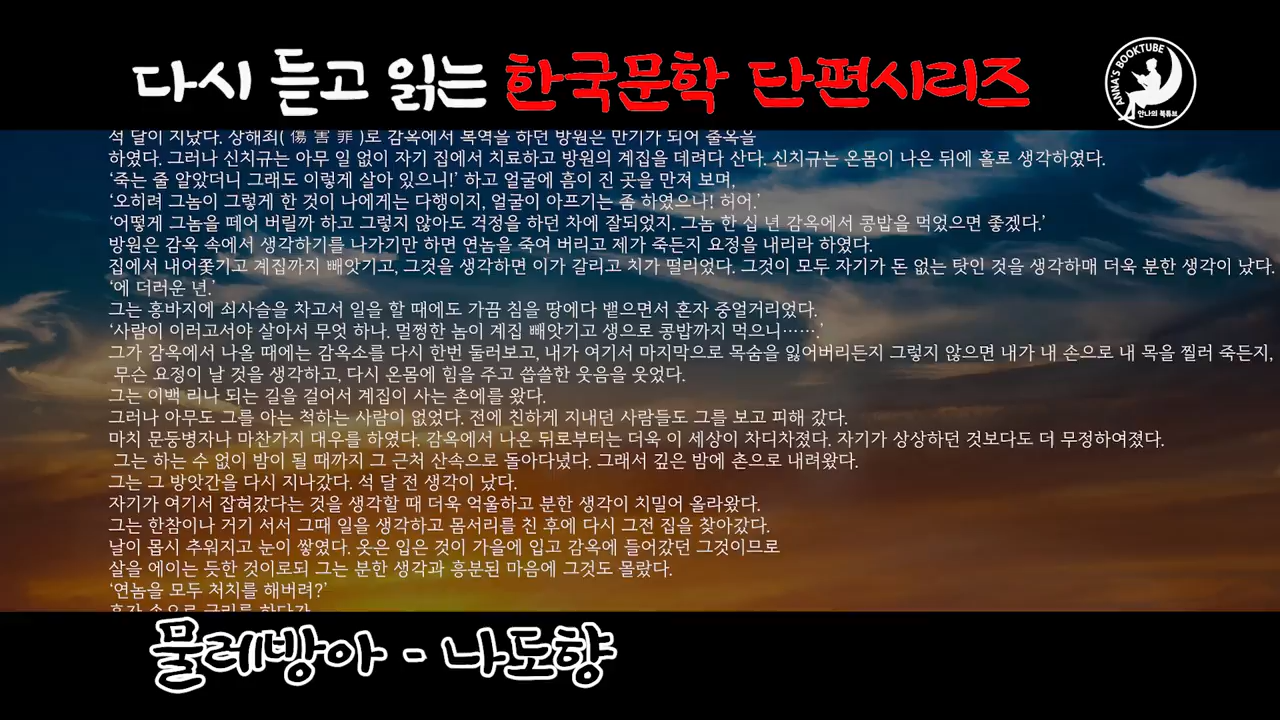 다시 듣고 읽는 한국문학 단편시리즈
ANNA'S BOOKTUBE
안나의 북튜브
석 달이 지났다. 상해죄( 傷 害 罪 )로 감옥에서 복역을 하던 방원은 만기가 되어 출옥을
하였다. 그러나 신치규는 아무 일 없이 자기 집에서 치료하고 방원의 계집을 데려다 산다. 신치규는 온몸이 나은 뒤에 홀로 생각하였다.
‘죽는 줄 알았더니 그래도 이렇게 살아 있으니!’ 하고 얼굴에 흠이 진 곳을 만져 보며,
‘오히려 그놈이 그렇게 한 것이 나에게는 다행이지, 얼굴이 아프기는 좀 하였으나! 허어.’
‘어떻게 그놈을 떼어 버릴까 하고 그렇지 않아도 걱정을 하던 차에 잘되었지. 그놈 한 십 년 감옥에서 콩밥을 먹었으면 좋겠다.’
방원은 감옥 속에서 생각하기를 나가기만 하면 연놈을 죽여 버리고 제가 죽든지 요정을 내리라 하였다.
집에서 내어쫓기고 계집까지 빼앗기고, 그것을 생각하면 이가 갈리고 치가 떨리었다. 그것이 모두 자기가 돈 없는 탓인 것을 생각하매 더욱 분한 생각이 났다.
‘에 더러운 년.’
그는 홍바지에 쇠사슬을 차고서 일을 할 때에도 가끔 침을 땅에다 뱉으면서 혼자 중얼거리었다.
‘사람이 이러고서야 살아서 무엇 하나. 멀쩡한 놈이 계집 빼앗기고 생으로 콩밥까지 먹으니…….’
그가 감옥에서 나올 때에는 감옥소를 다시 한번 둘러보고, 내가 여기서 마지막으로 목숨을 잃어버리든지 그렇지 않으면 내가 내 손으로 내 목을 찔러 죽든지,
무슨 요정이 날 것을 생각하고, 다시 온몸에 힘을 주고 씁쓸한 웃음을 웃었다.
그는 이백 리나 되는 길을 걸어서 계집이 사는 촌에를 왔다.
그러나 아무도 그를 아는 척하는 사람이 없었다. 전에 친하게 지내던 사람들도 그를 보고 피해 갔다.
마치 문둥병자나 마찬가지 대우를 하였다. 감옥에서 나온 뒤로부터는 더욱 이 세상이 차디차졌다. 자기가 상상하던 것보다도 더 무정하여졌다.
그는 하는 수 없이 밤이 될 때까지 그 근처 산속으로 돌아다녔다. 그래서 깊은 밤에 촌으로 내려왔다.
그는 그 방앗간을 다시 지나갔다. 석 달 전 생각이 났다.
자기가 여기서 잡혀갔다는 것을 생각할 때 더욱 억울하고 분한 생각이 치밀어 올라왔다.
그는 한참이나 거기 서서 그때 일을 생각하고 몸서리를 친 후에 다시 그전 집을 찾아갔다.
날이 몹시 추워지고 눈이 쌓였다. 옷은 입은 것이 가을에 입고 감옥에 들어갔던 그것이므로
살을 에이는 듯한 것이로되 그는 분한 생각과 흥분된 마음에 그것도 몰랐다.
‘연놈을 모두 처치를 해버려?’
혼자 속으로 궁리를 하다가
물레방아 - 나도향